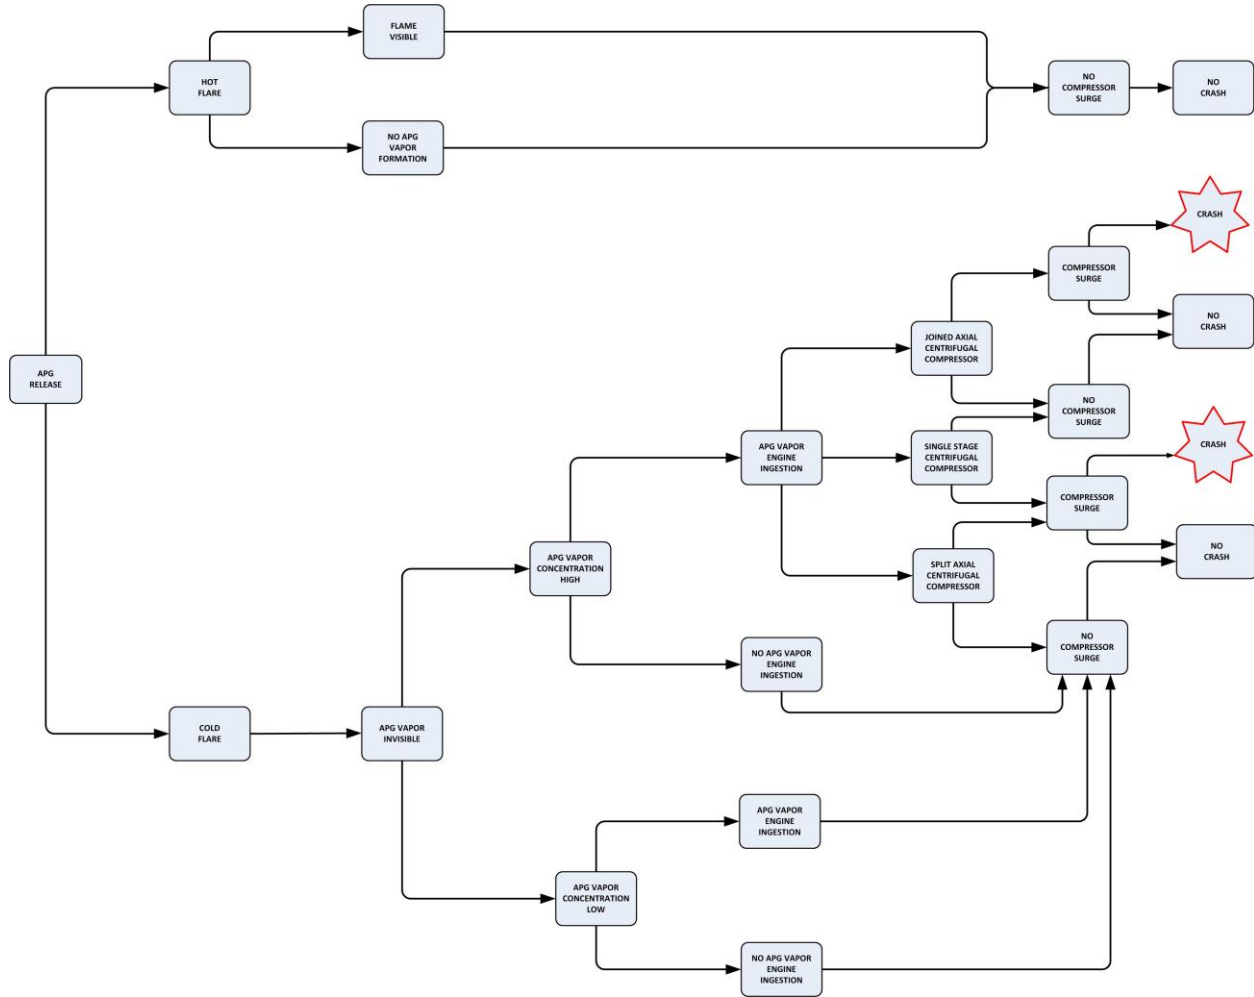 FLAME
VISIBLE
HOT
FLARE
NO
COMPRESSOR
SURGE
NO
CRASH
NO APG
VAPOR
FORMATION
CRASH
COMPRESSOR
SURGE
NO
CRASH
JOINED AXIAL
CENTRIFUGAL
COMPRESSOR
APG
RELEASE
NO
COMPRESSOR
SURGE
CRASH
APG VAPOR
ENGINE
INGESTION
SINGLE STAGE
CENTRIFUGAL
COMPRESSOR
COMPRESSOR
SURGE
NO
CRASH
APG VAPOR
CONCENTRATION
HIGH
SPLIT AXIAL
CENTRIFUGAL
COMPRESSOR
NO
COMPRESSOR
SURGE
NO APG VAPOR
ENGINE
INGESTION
COLD
FLARE
APG VAPOR
INVISIBLE
APG VAPOR
ENGINE
INGESTION
APG VAPOR
CONCENTRATION
LOW
NO APG VAPOR
ENGINE
INGESTION